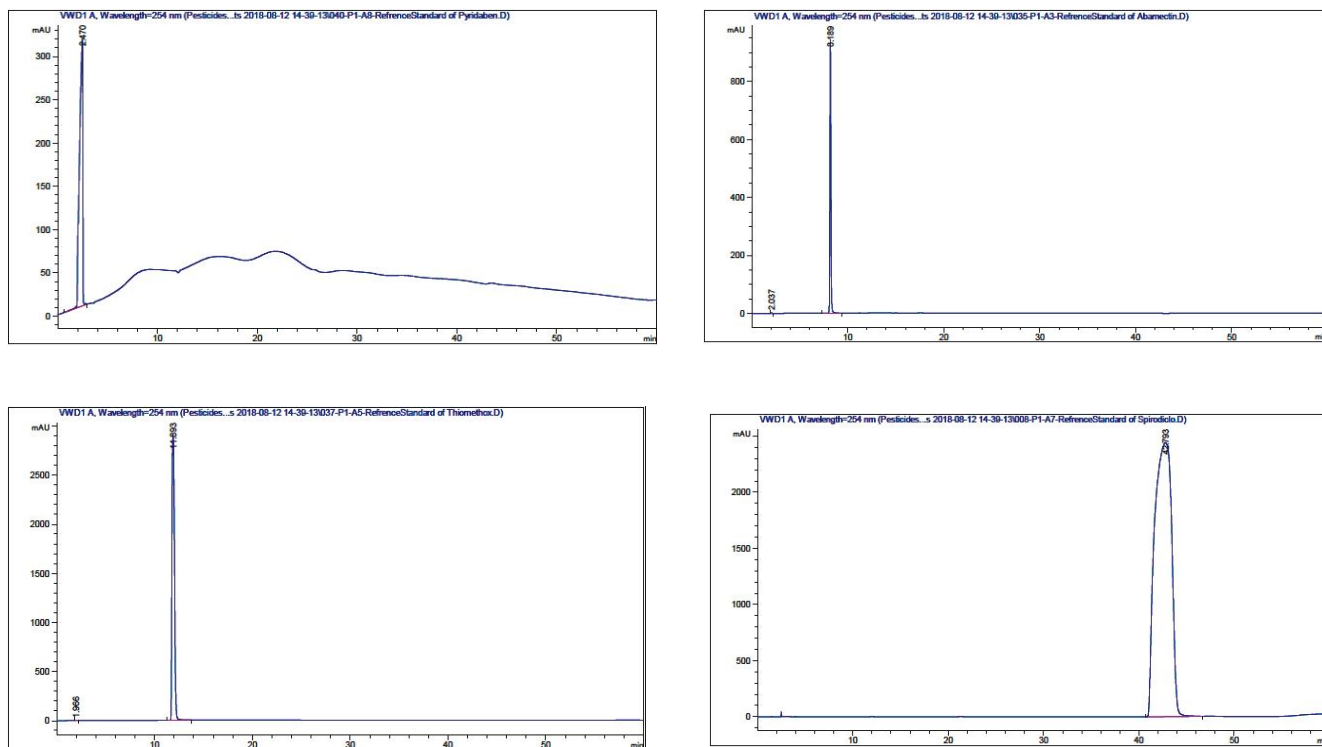 VWD1 A, Wavelength=254 nm (Pesticides...ts 2018-08-12 14-39-13\040-P1-A8-RefrenceStandard of Pyridaben.D)
mAU
2.470
300
250
200
150
100
50
0
10 20 30 40 50 min
VWD1 A, Wavelength=254 nm (Pesticides...ts 2018-08-12 14-39-13\035-P1-A3-RefrenceStandard of Abamectin.D)
mAU
8.189
800
600
400
200
0
2.037
10 20 30 40 50 min
VWD1 A, Wavelength=254 nm (Pesticides...s 2018-08-12 14-39-13\037-P1-A5-RefrenceStandard of Thiomethox.D)
mAU
2500
2000
1500
1000
500
0
1.966
10 20 30 40 50 min
VWD1 A, Wavelength=254 nm (Pesticides...s 2018-08-12 14-39-13\008-P1-A7-RefrenceStandard of Spirodiclo.D)
mAU
42.793
2000
1500
1000
500
0
10 20 30 40 50